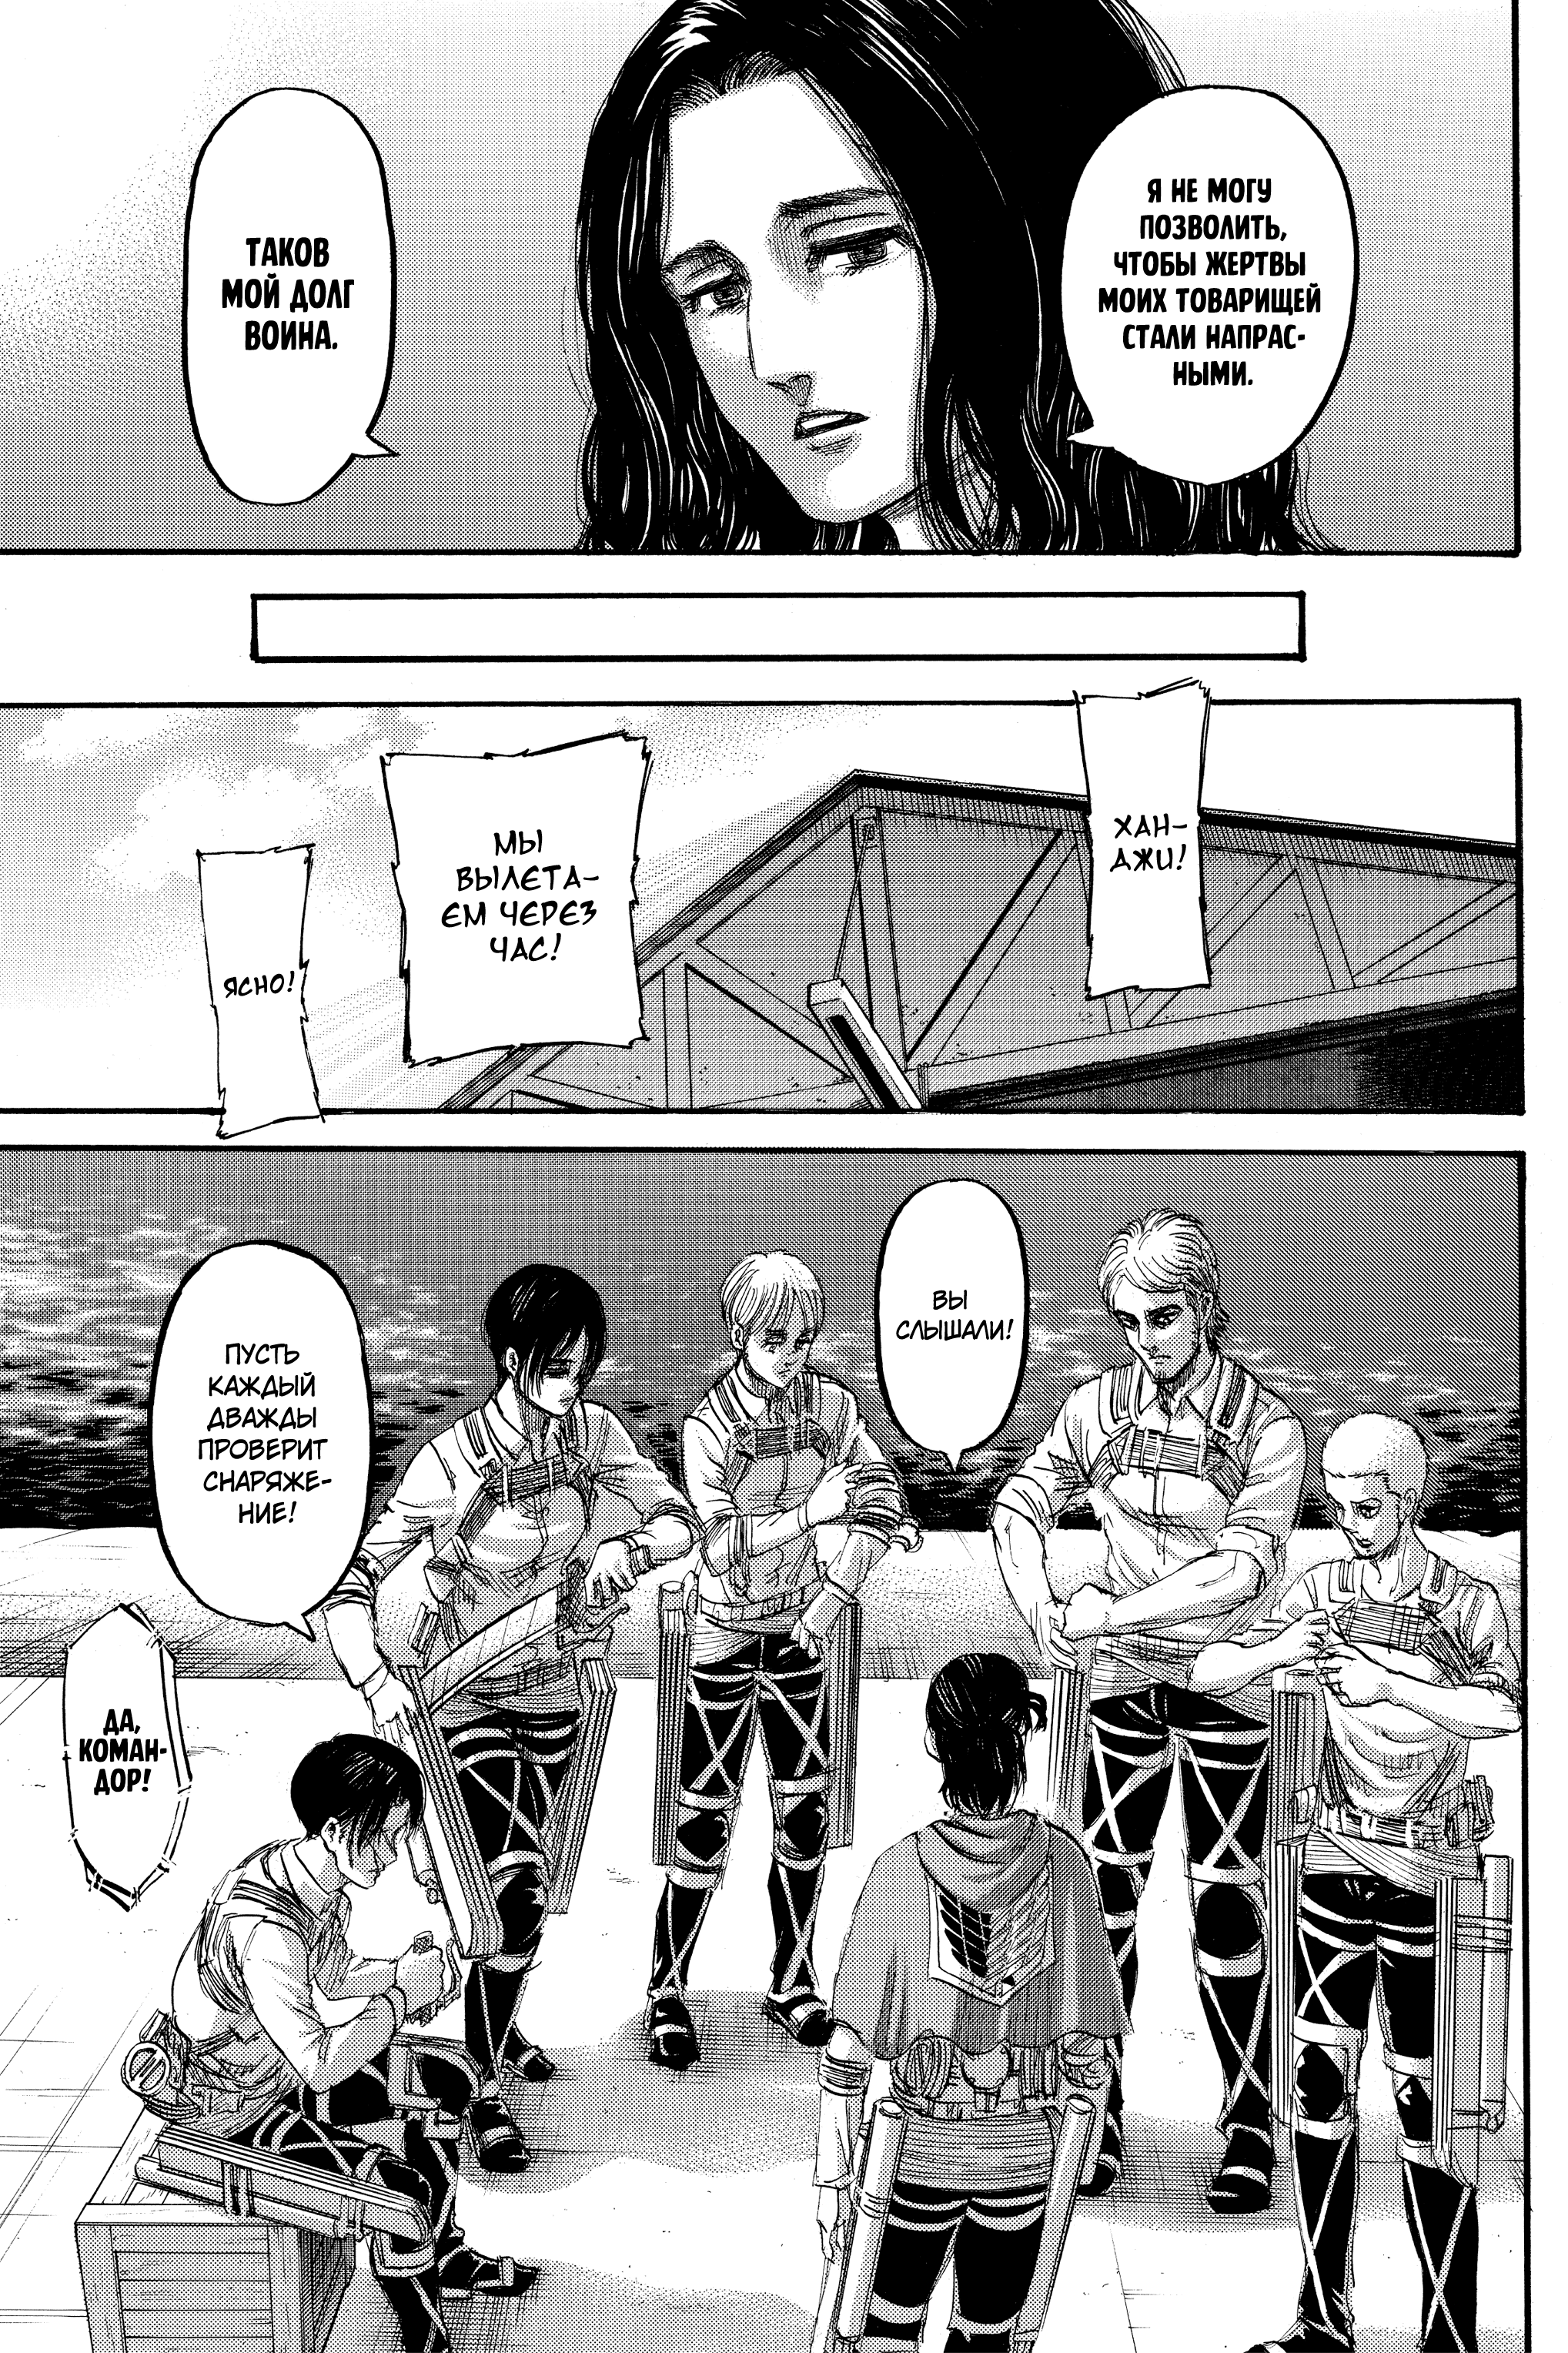 Я НЕ МОГУ
ПОЗВОЛИТЬ,
ЧТОБЫ ЖЕРТВЫ
МОИХ ТОВАРИЩЕЙ
СТАЛИ НАПРАС-
НЫМИ.
ТАКОВ
МОЙ ДОЛГ
ВОИНА.
ХАН-
ДЖИ!
МЫ
ВЫЛЕТА-
ЕМ ЧЕРЕЗ
ЧАС!
ЯСНО!
ВЫ
СЛЫШАЛИ!
ПУСТЬ
КАЖДЫЙ
ДВАЖДЫ
ПРОВЕРИТ
СНАРЯЖЕ-
НИЕ!
ДА,
КОМАН-
ДОР!